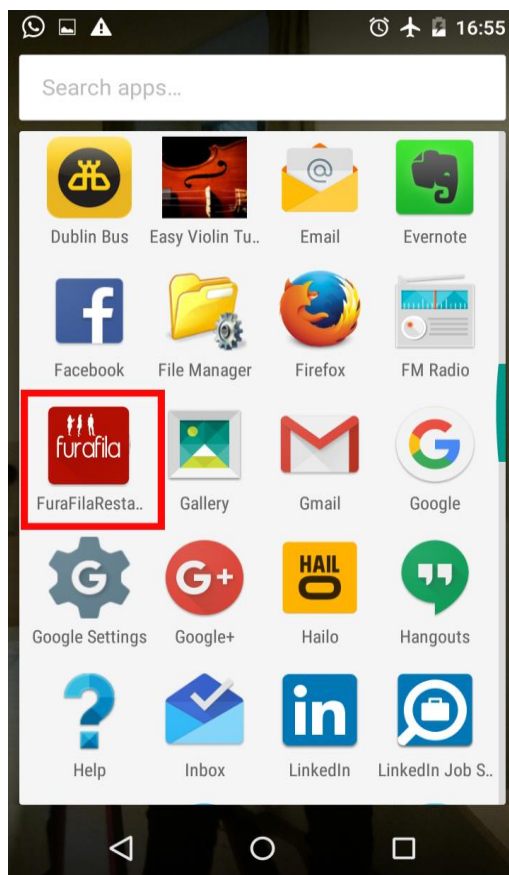 16:55
Search apps...
Dublin Bus Easy Violin Tu.. Email Evernote
Facebook File Manager Firefox FM Radio
furafila
FuraFilaResta.. Gallery Gmail Google
G G+ HAIL
Google Settings Google+ Hailo Hangouts
in
Help Inbox LinkedIn LinkedIn Job S..